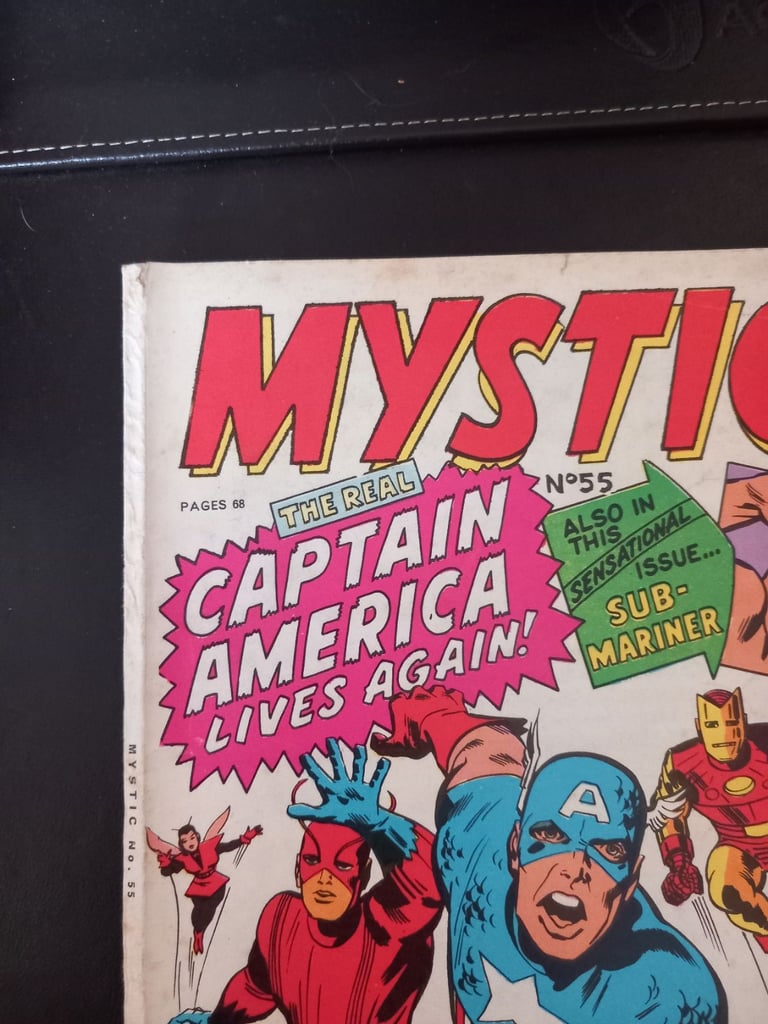 MYSTIC
PAGES 68
THE REAL
CAPTAIN
AMERICA
LIVES AGAIN!
Nº55
ALSO IN
THIS
SENSATIONAL
ISSUE...
SUB-
MARINER
A
MYSTIC No. 55